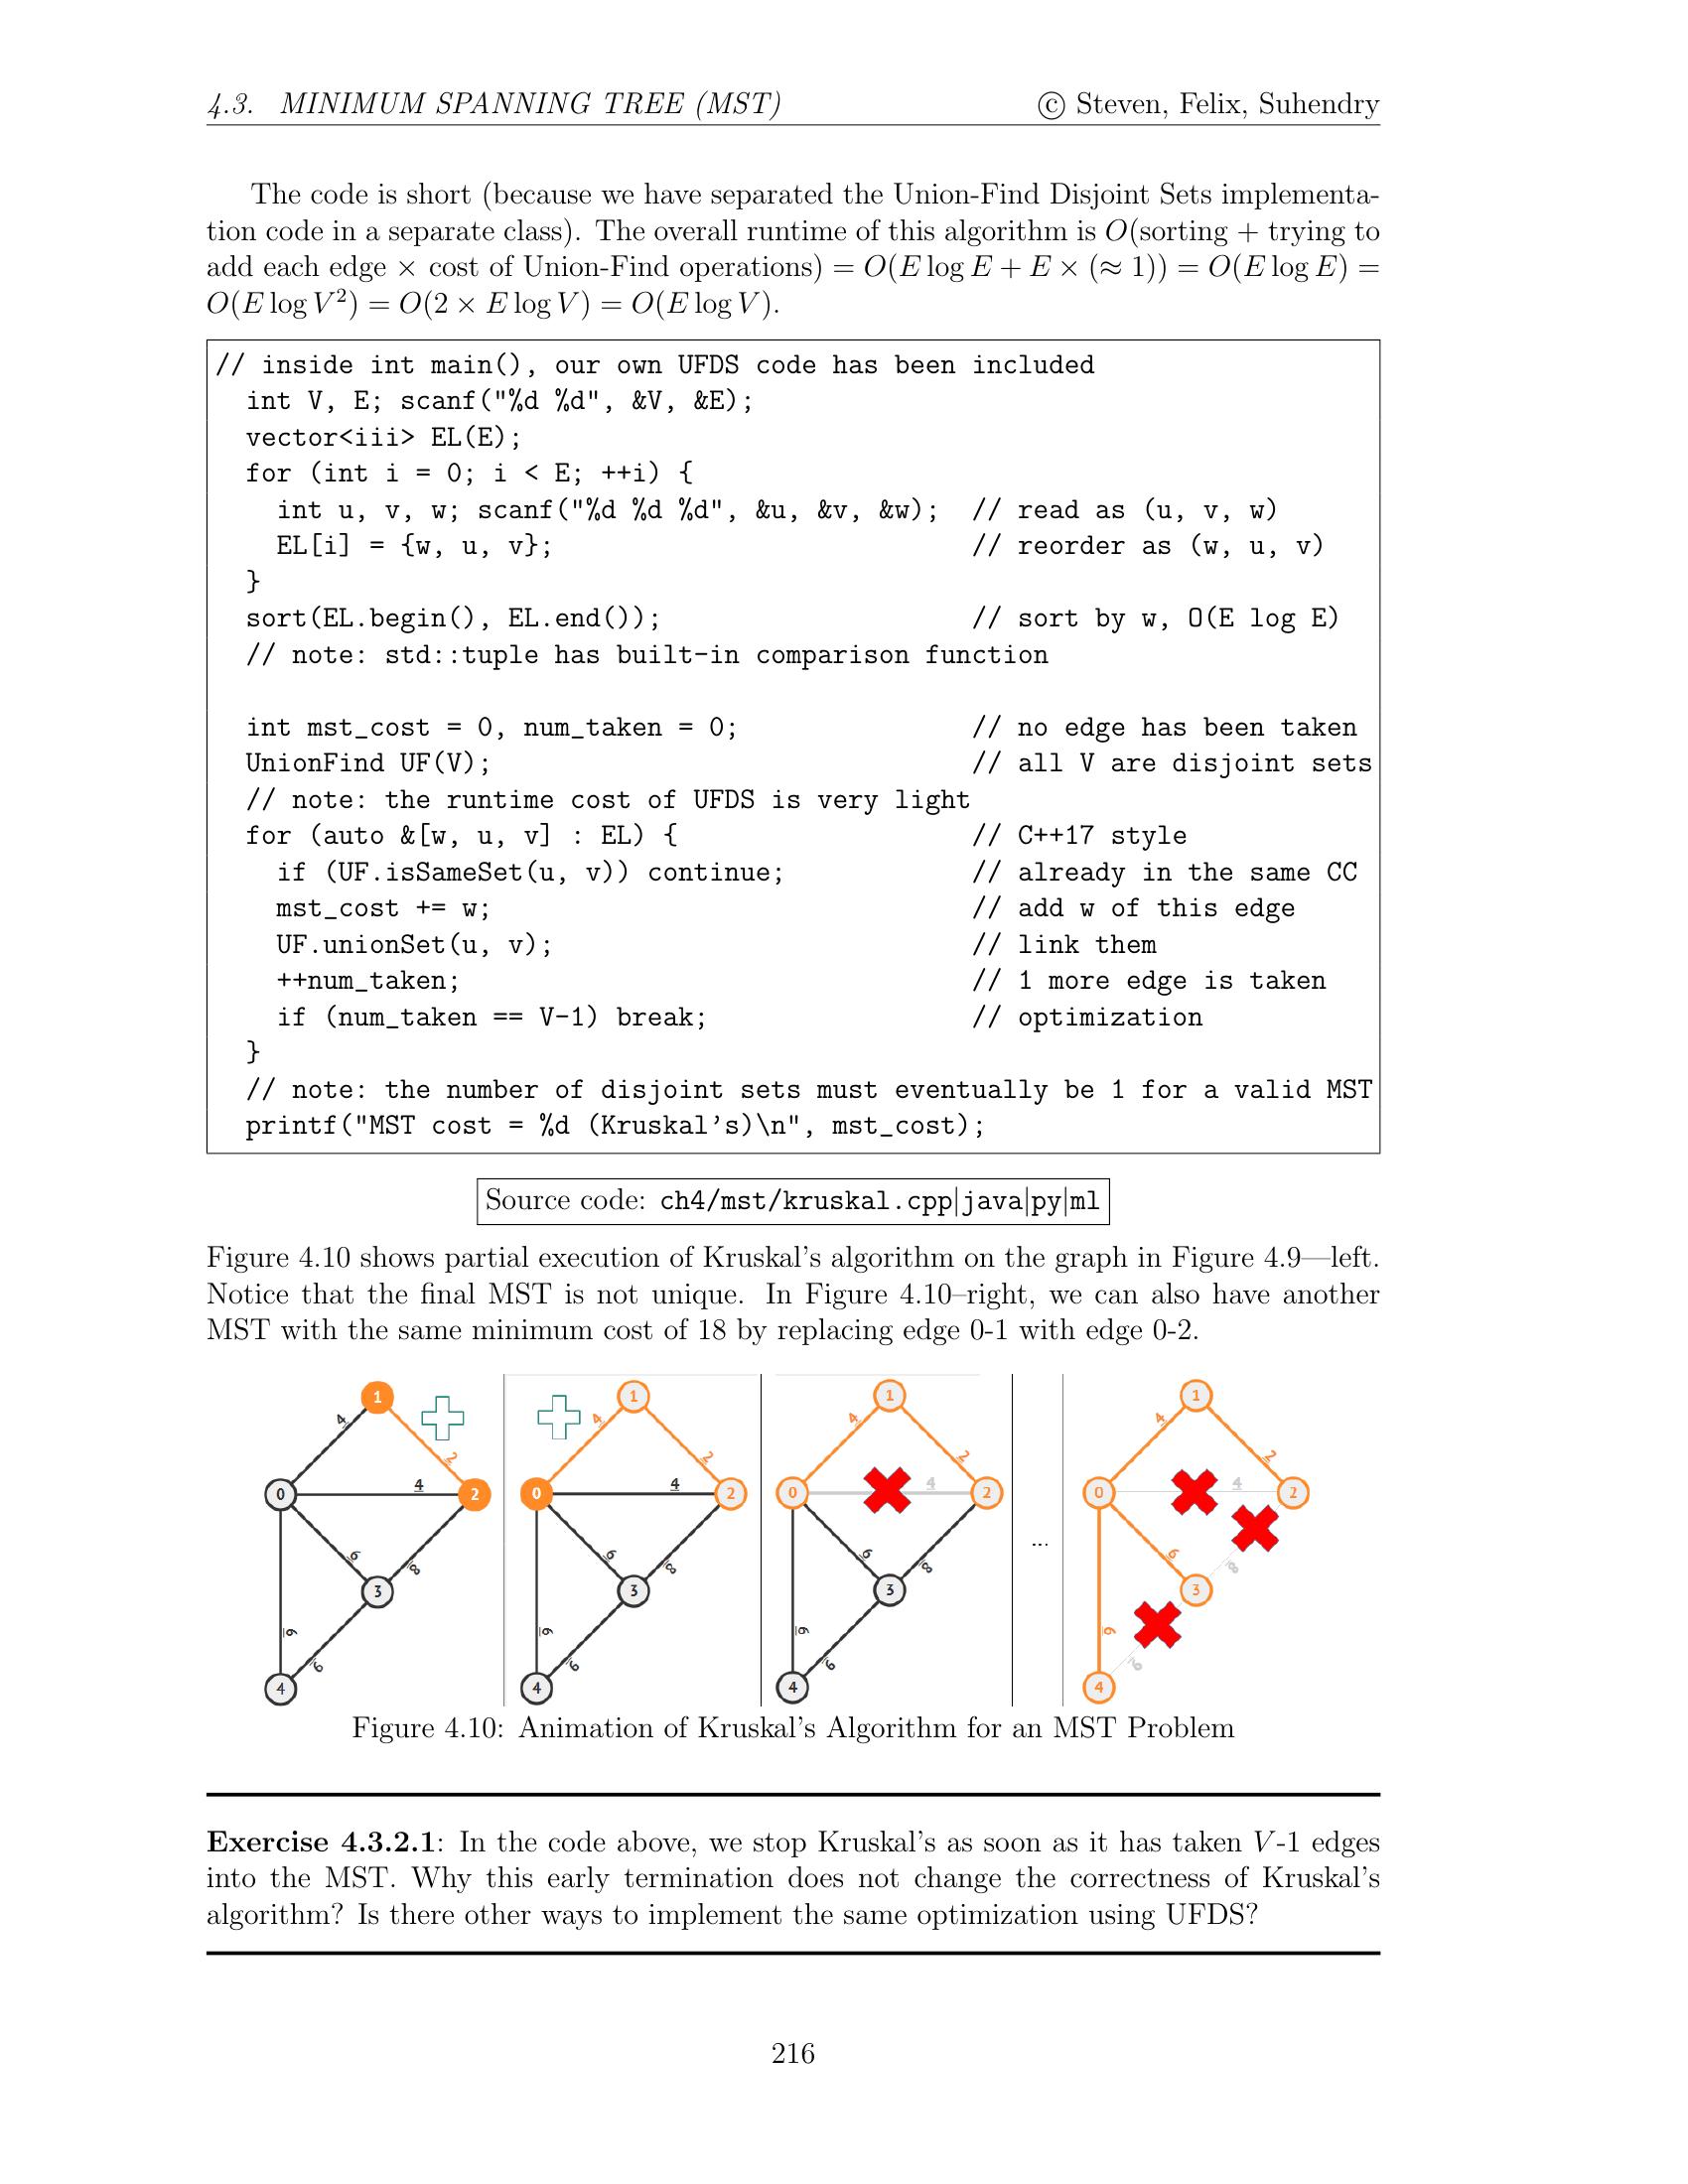 4.3. MINIMUM SPANNING TREE (MST) © Steven, Felix, Suhendry
The code is short (because we have separated the Union-Find Disjoint Sets implementa-
tion code in a separate class). The overall runtime of this algorithm is O(sorting + trying to
add each edge × cost of Union-Find operations) = O(E log E + E × (≈ 1)) = O(E log E) =
O(E log V²) = O(2 × E log V) = O(E log V).
// inside int main(), our own UFDS code has been included
int V, E; scanf("%d %d", &V, &E);
vector<iii> EL(E);
for (int i = 0; i < E; ++i) {
int u, v, w; scanf("%d %d %d", &u, &v, &w); // read as (u, v, w)
EL[i] = {w, u, v}; // reorder as (w, u, v)
}
sort(EL.begin(), EL.end()); // sort by w, O(E log E)
// note: std::tuple has built-in comparison function
int mst_cost = 0, num_taken = 0; // no edge has been taken
UnionFind UF(V); // all V are disjoint sets
// note: the runtime cost of UFDS is very light
for (auto &[w, u, v] : EL) { // C++17 style
if (UF.isSameSet(u, v)) continue; // already in the same CC
mst_cost += w; // add w of this edge
UF.unionSet(u, v); // link them
++num_taken; // 1 more edge is taken
if (num_taken == V-1) break; // optimization
}
// note: the number of disjoint sets must eventually be 1 for a valid MST
printf("MST cost = %d (Kruskal's)\n", mst_cost);
Source code: ch4/mst/kruskal.cpp|java|py|ml
Figure 4.10 shows partial execution of Kruskal's algorithm on the graph in Figure 4.9—left.
Notice that the final MST is not unique. In Figure 4.10–right, we can also have another
MST with the same minimum cost of 18 by replacing edge 0-1 with edge 0-2.
1 1 1 1
4 4 4 4
2 2 2 2
4 4 4 4
0 2 0 2 0 2 0 2
6 8 6 8 6 8 6 8
...
3 3 3 3
6 6 6 6
6 6 6 6
4 4 4 4
Figure 4.10: Animation of Kruskal's Algorithm for an MST Problem
Exercise 4.3.2.1: In the code above, we stop Kruskal's as soon as it has taken V-1 edges
into the MST. Why this early termination does not change the correctness of Kruskal's
algorithm? Is there other ways to implement the same optimization using UFDS?
216